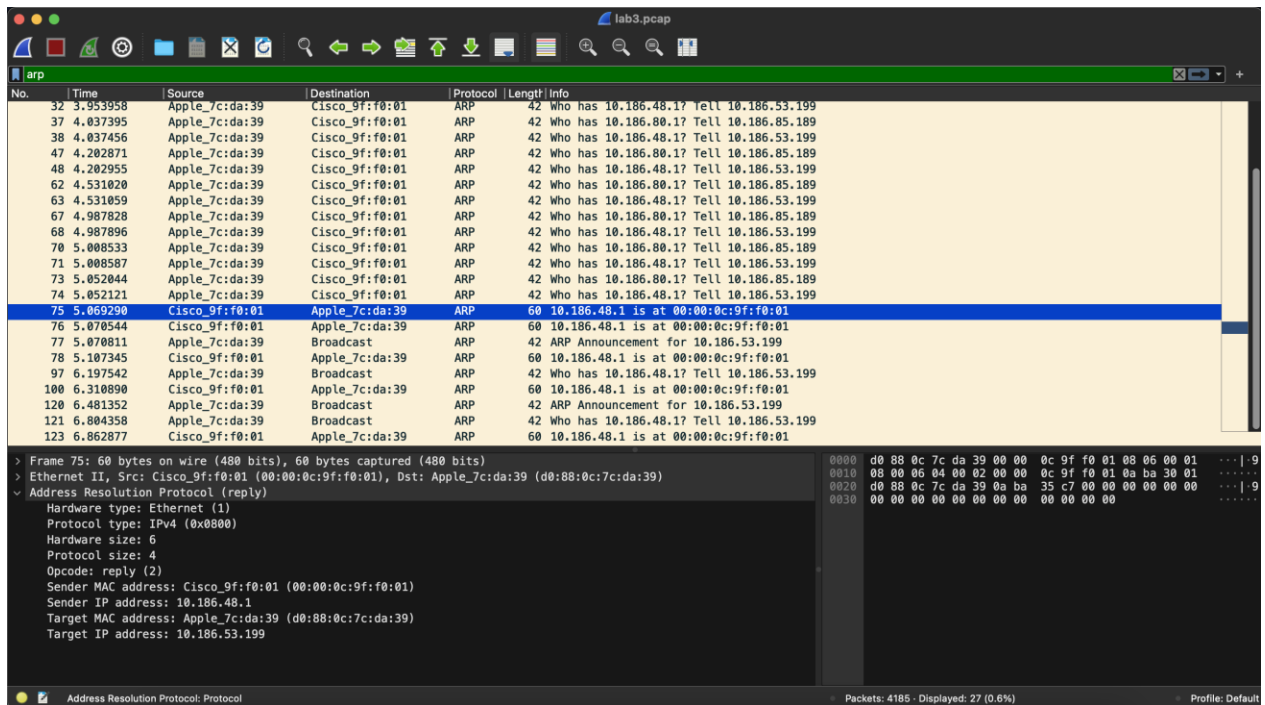 lab3.pcap
arp
No. Time Source Destination Protocol Length Info
32 3.953958 Apple_7c:da:39 Cisco_9f:f0:01 ARP 42 Who has 10.186.48.1? Tell 10.186.53.199
37 4.037395 Apple_7c:da:39 Cisco_9f:f0:01 ARP 42 Who has 10.186.80.1? Tell 10.186.85.189
38 4.037456 Apple_7c:da:39 Cisco_9f:f0:01 ARP 42 Who has 10.186.48.1? Tell 10.186.53.199
47 4.202871 Apple_7c:da:39 Cisco_9f:f0:01 ARP 42 Who has 10.186.80.1? Tell 10.186.85.189
48 4.202955 Apple_7c:da:39 Cisco_9f:f0:01 ARP 42 Who has 10.186.48.1? Tell 10.186.53.199
62 4.531020 Apple_7c:da:39 Cisco_9f:f0:01 ARP 42 Who has 10.186.80.1? Tell 10.186.85.189
63 4.531059 Apple_7c:da:39 Cisco_9f:f0:01 ARP 42 Who has 10.186.48.1? Tell 10.186.53.199
67 4.987828 Apple_7c:da:39 Cisco_9f:f0:01 ARP 42 Who has 10.186.80.1? Tell 10.186.85.189
68 4.987896 Apple_7c:da:39 Cisco_9f:f0:01 ARP 42 Who has 10.186.48.1? Tell 10.186.53.199
70 5.008533 Apple_7c:da:39 Cisco_9f:f0:01 ARP 42 Who has 10.186.80.1? Tell 10.186.85.189
71 5.008587 Apple_7c:da:39 Cisco_9f:f0:01 ARP 42 Who has 10.186.48.1? Tell 10.186.53.199
73 5.052044 Apple_7c:da:39 Cisco_9f:f0:01 ARP 42 Who has 10.186.80.1? Tell 10.186.85.189
74 5.052121 Apple_7c:da:39 Cisco_9f:f0:01 ARP 42 Who has 10.186.48.1? Tell 10.186.53.199
75 5.069290 Cisco_9f:f0:01 Apple_7c:da:39 ARP 60 10.186.48.1 is at 00:00:0c:9f:f0:01
76 5.070544 Cisco_9f:f0:01 Apple_7c:da:39 ARP 60 10.186.48.1 is at 00:00:0c:9f:f0:01
77 5.070811 Apple_7c:da:39 Broadcast ARP 42 ARP Announcement for 10.186.53.199
78 5.107345 Cisco_9f:f0:01 Apple_7c:da:39 ARP 60 10.186.48.1 is at 00:00:0c:9f:f0:01
97 6.197542 Apple_7c:da:39 Broadcast ARP 42 Who has 10.186.48.1? Tell 10.186.53.199
100 6.310890 Cisco_9f:f0:01 Apple_7c:da:39 ARP 60 10.186.48.1 is at 00:00:0c:9f:f0:01
120 6.481352 Apple_7c:da:39 Broadcast ARP 42 ARP Announcement for 10.186.53.199
121 6.804358 Apple_7c:da:39 Broadcast ARP 42 Who has 10.186.48.1? Tell 10.186.53.199
123 6.862877 Cisco_9f:f0:01 Apple_7c:da:39 ARP 60 10.186.48.1 is at 00:00:0c:9f:f0:01
Frame 75: 60 bytes on wire (480 bits), 60 bytes captured (480 bits)
Ethernet II, Src: Cisco_9f:f0:01 (00:00:0c:9f:f0:01), Dst: Apple_7c:da:39 (d0:88:0c:7c:da:39)
Address Resolution Protocol (reply)
Hardware type: Ethernet (1)
Protocol type: IPv4 (0x0800)
Hardware size: 6
Protocol size: 4
Opcode: reply (2)
Sender MAC address: Cisco_9f:f0:01 (00:00:0c:9f:f0:01)
Sender IP address: 10.186.48.1
Target MAC address: Apple_7c:da:39 (d0:88:0c:7c:da:39)
Target IP address: 10.186.53.199
0000 d0 88 0c 7c da 39 00 00 0c 9f f0 01 08 06 00 01 ···|·9
0010 08 00 06 04 00 02 00 00 0c 9f f0 01 0a ba 30 01 ······
0020 d0 88 0c 7c da 39 0a ba 35 c7 00 00 00 00 00 00 ···|·9
0030 00 00 00 00 00 00 00 00 00 00 00 00 ······
Address Resolution Protocol: Protocol
Packets: 4185 · Displayed: 27 (0.6%)
Profile: Default